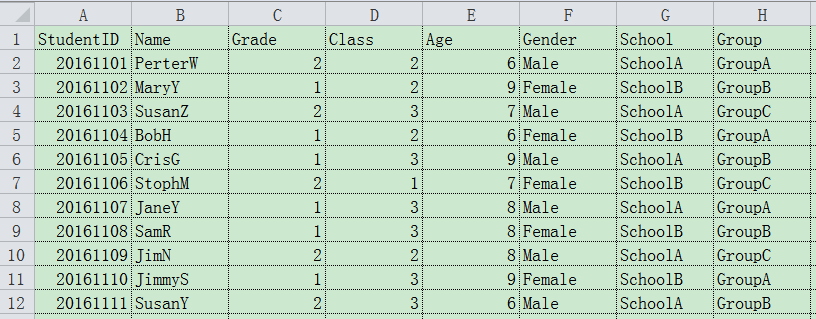 A B C D E F G H
1 StudentID Name Grade Class Age Gender School Group
2 20161101 PerterW 2 2 6 Male SchoolA GroupA
3 20161102 MaryY 1 2 9 Female SchoolB GroupB
4 20161103 SusanZ 2 3 7 Male SchoolA GroupC
5 20161104 BobH 1 2 6 Female SchoolB GroupA
6 20161105 CrisG 1 3 9 Male SchoolA GroupB
7 20161106 StophM 2 1 7 Female SchoolB GroupC
8 20161107 JaneY 1 3 8 Male SchoolA GroupA
9 20161108 SamR 1 3 8 Female SchoolB GroupB
10 20161109 JimN 2 2 8 Male SchoolA GroupC
11 20161110 JimmyS 1 3 9 Female SchoolB GroupA
12 20161111 SusanY 2 3 6 Male SchoolA GroupB